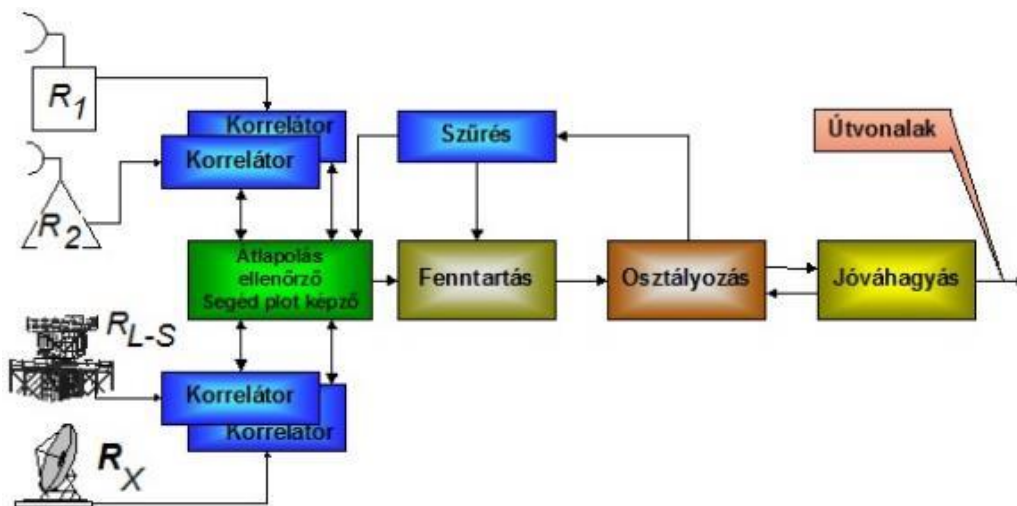 R1
Korrelátor
Korrelátor
R2
Szűrés
Útvonalak
Átlapolás
ellenőrző
Segéd plot képző
Fenntartás
Osztályozás
Jóváhagyás
RL-S
Korrelátor
Korrelátor
RX